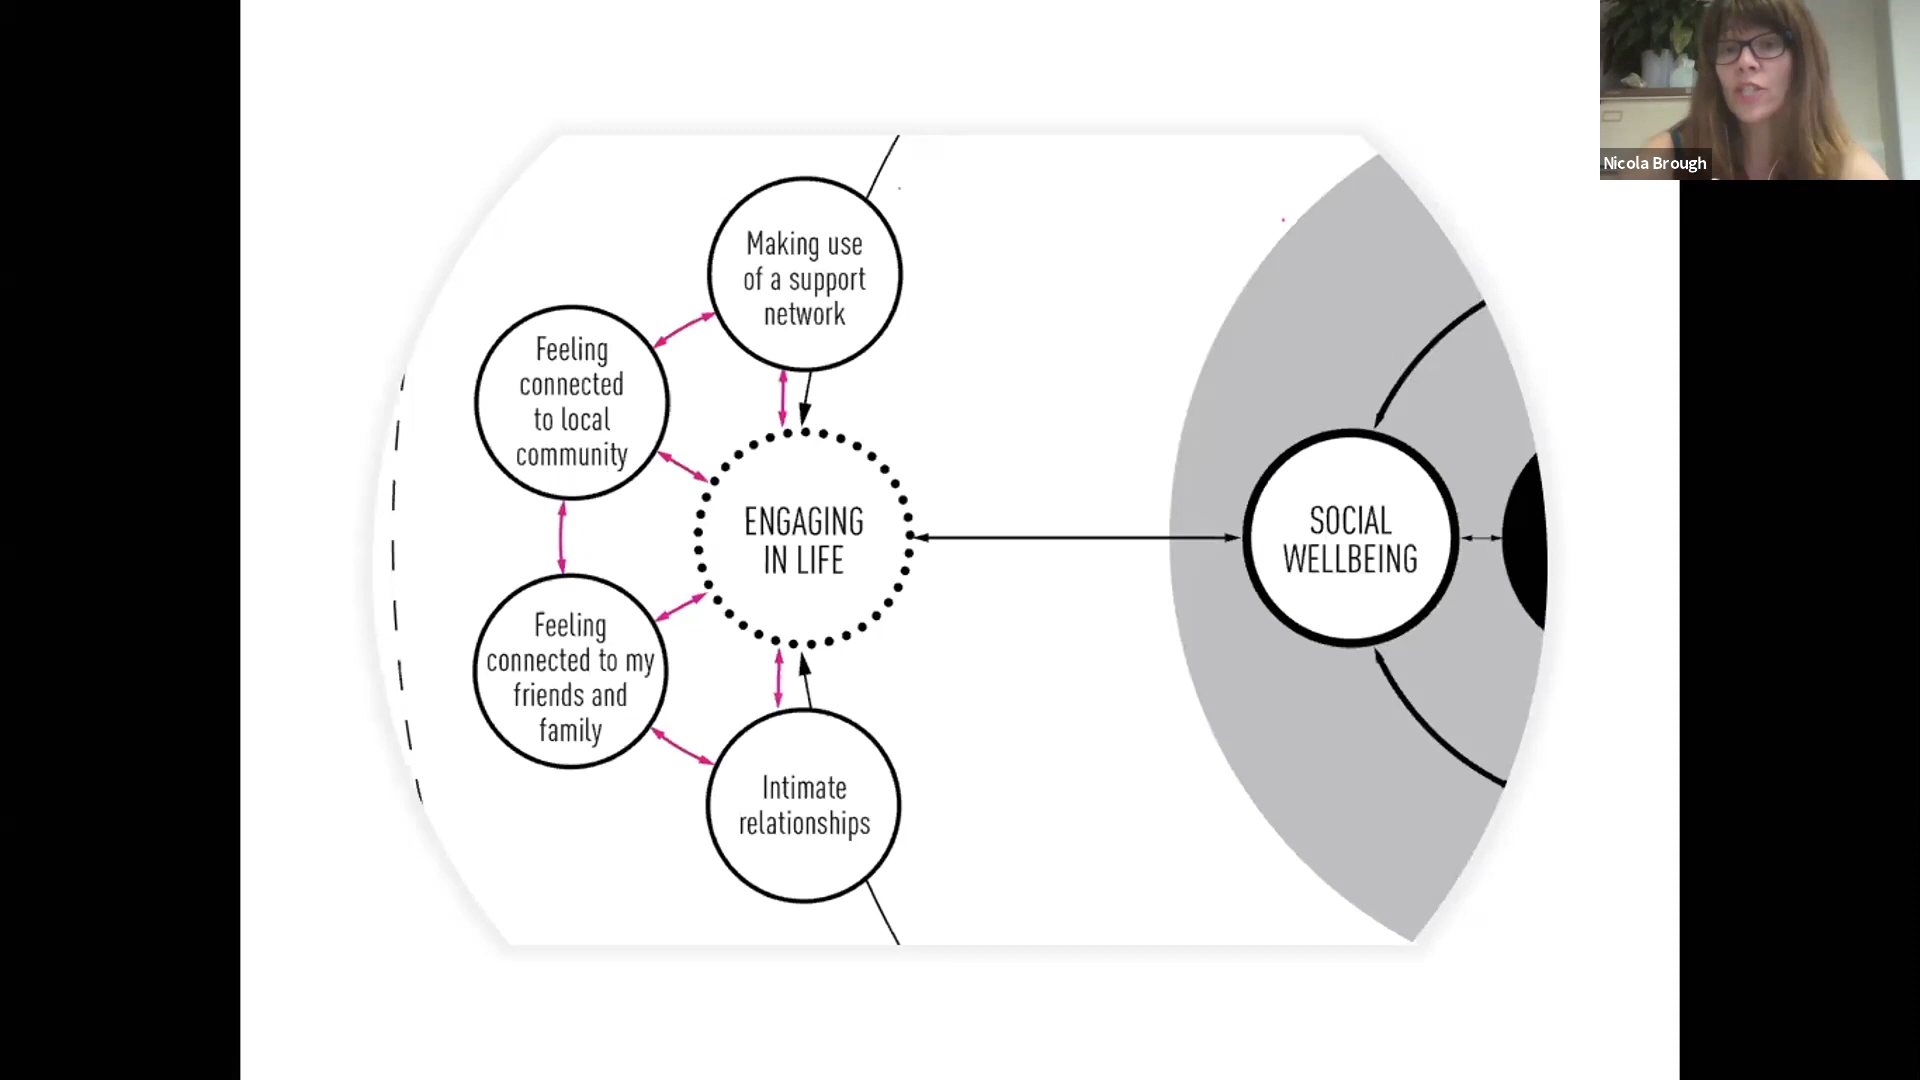 Nicola Brough
Making use
of a support
network
Feeling
connected
to local
community
ENGAGING
IN LIFE
SOCIAL
WELLBEING
Feeling
connected to my
friends and
family
Intimate
relationships